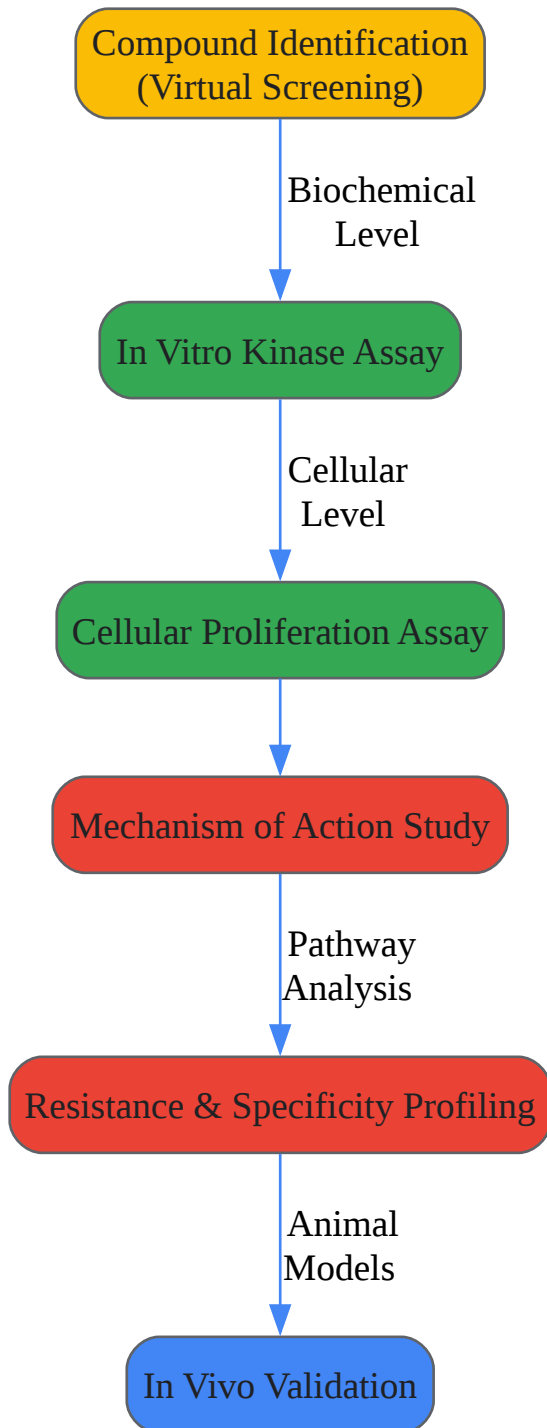 Compound Identification
(Virtual Screening)
Biochemical
Level
In Vitro Kinase Assay
Cellular
Level
Cellular Proliferation Assay
Mechanism of Action Study
Pathway
Analysis
Resistance & Specificity Profiling
Animal
Models
In Vivo Validation